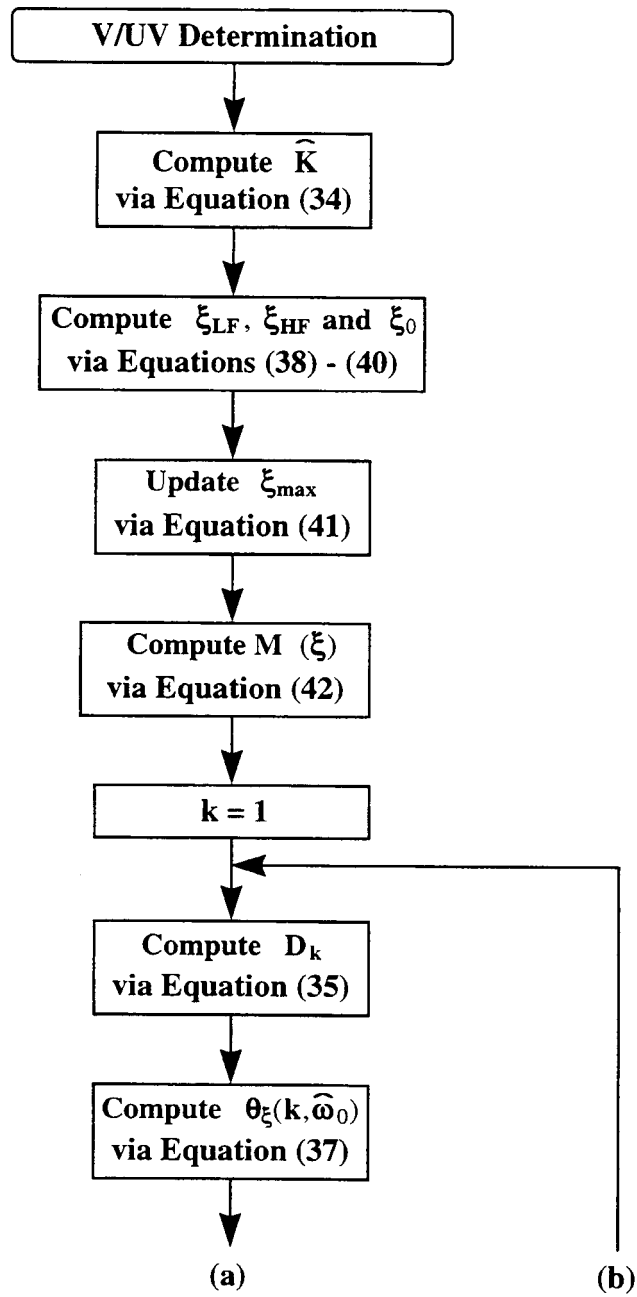 V/UV Determination
Compute K̂
via Equation (34)
Compute ξLF, ξHF and ξ0
via Equations (38) - (40)
Update ξmax
via Equation (41)
Compute M (ξ)
via Equation (42)
k = 1
Compute Dk
via Equation (35)
Compute θξ(k,ω̂0)
via Equation (37)
(a) (b)